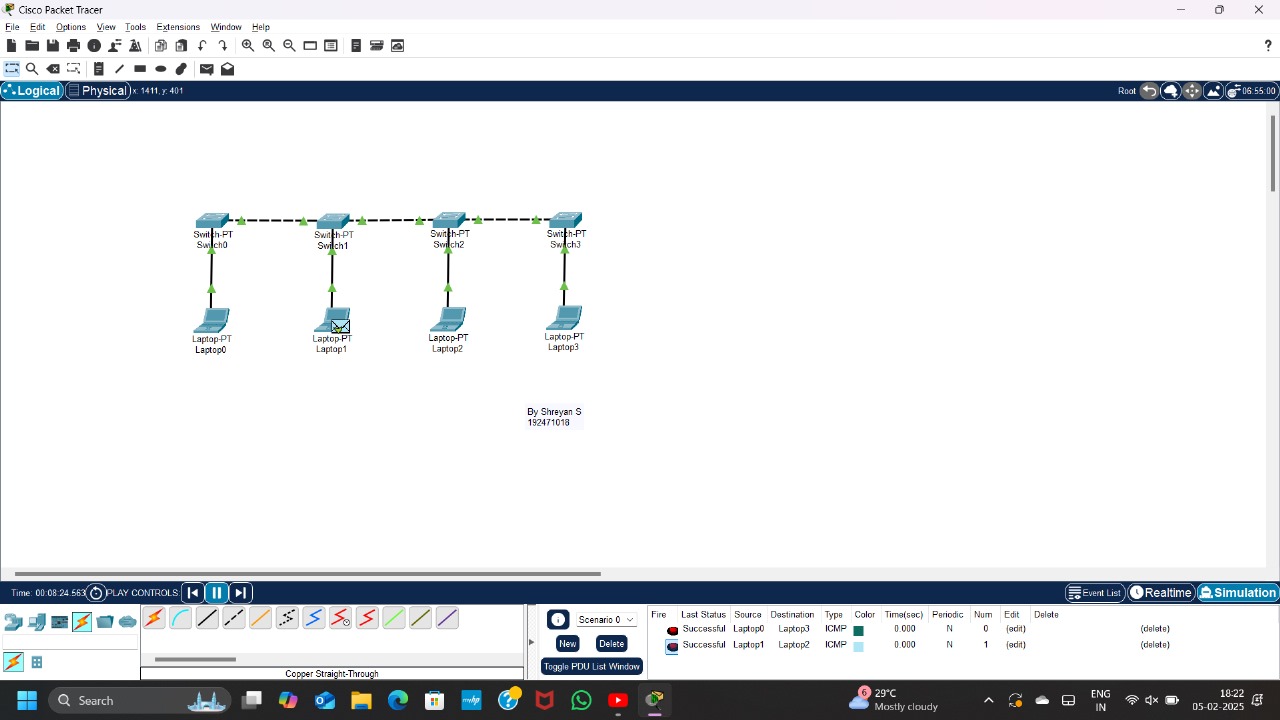 Cisco Packet Tracer
File Edit Options View Tools Extensions Window Help
?
Logical Physical x: 1411, y: 401 Root 06:55:00
Switch-PT Switch-PT Switch-PT Switch-PT
Switch0 Switch1 Switch2 Switch3
Laptop-PT Laptop-PT Laptop-PT Laptop-PT
Laptop0 Laptop1 Laptop2 Laptop3
By Shreyan S
192471018
Time: 00:08:24.563 PLAY CONTROLS: Event List Realtime Simulation
Scenario 0
New Delete
Toggle PDU List Window
Fire Last Status Source Destination Type Color Time(sec) Periodic Num Edit Delete
Successful Laptop0 Laptop3 ICMP 0.000 N 0 (edit) (delete)
Successful Laptop1 Laptop2 ICMP 0.000 N 1 (edit) (delete)
Copper Straight-Through
Search
myhp
6
29°C
Mostly cloudy
ENG
IN
18:22
05-02-2025